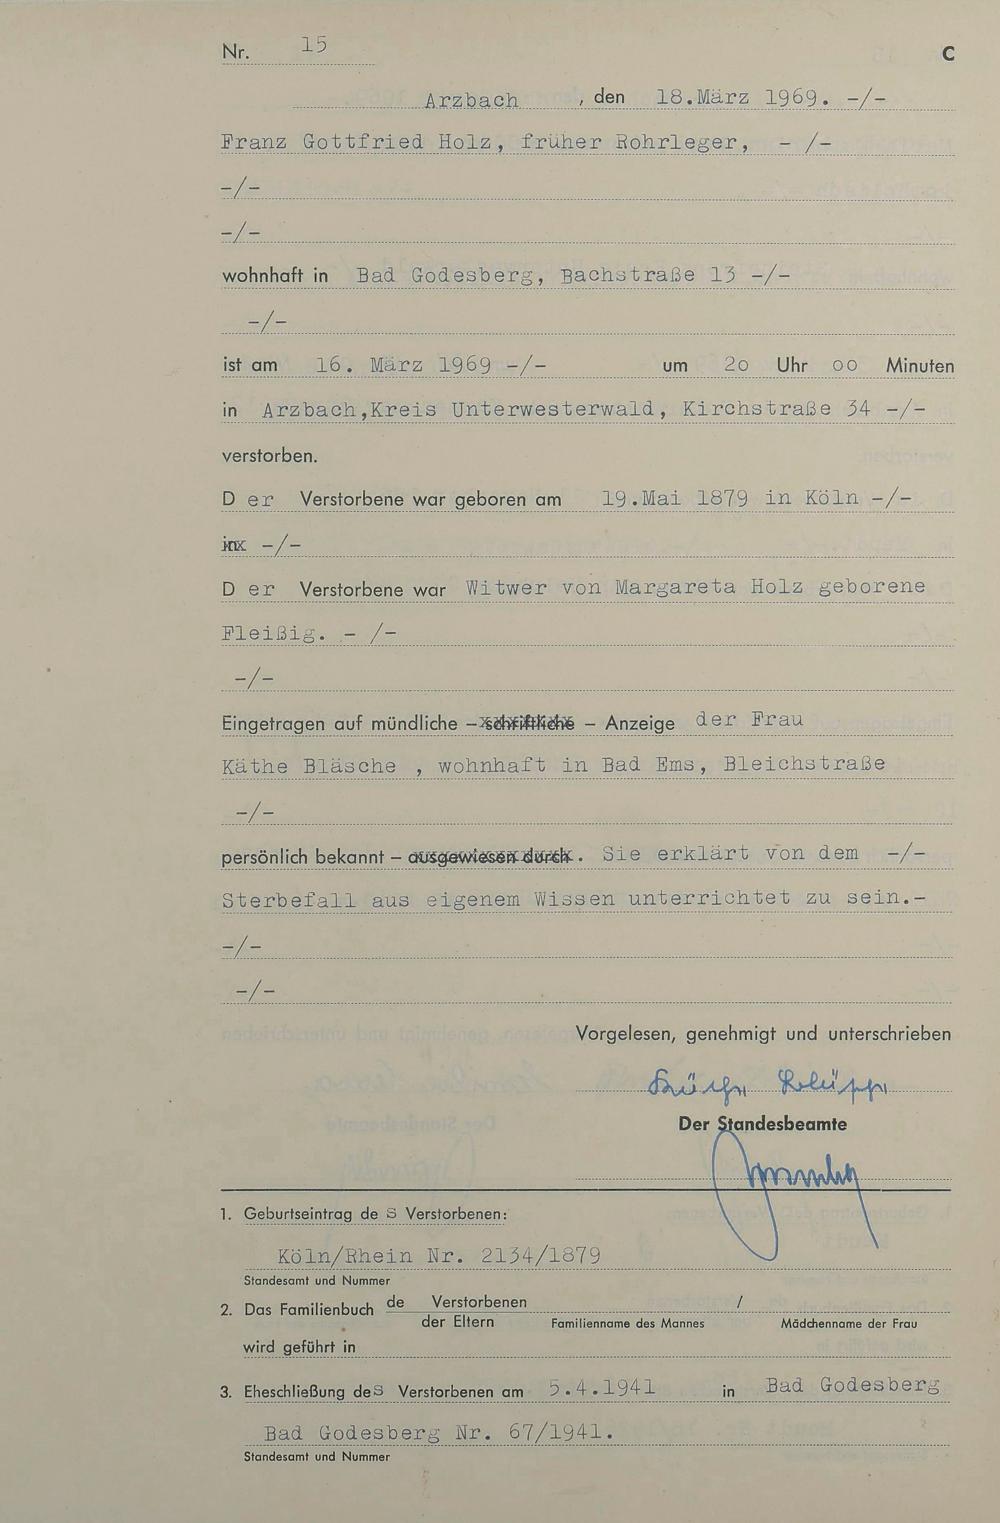 Nr. 15 C
Arzbach , den 18.März 1969. -/-
Franz Gottfried Holz, früher Rohrleger, - /-
-/-
-/-
wohnhaft in Bad Godesberg, Bachstraße 13 -/-
-/-
ist am 16. März 1969 -/- um 2o Uhr oo Minuten
in Arzbach,Kreis Unterwesterwald, Kirchstraße 34 -/-
verstorben.
D er Verstorbene war geboren am 19.Mai 1879 in Köln -/-
in -/-
D er Verstorbene war Witwer von Margareta Holz geborene
Fleißig. - /-
-/-
Eingetragen auf mündliche – schriftliche – Anzeige der Frau
Käthe Bläsche , wohnhaft in Bad Ems, Bleichstraße
-/-
persönlich bekannt – ausgewiesen durch. Sie erklärt von dem -/-
Sterbefall aus eigenem Wissen unterrichtet zu sein.-
-/-
-/-
Vorgelesen, genehmigt und unterschrieben
Der Standesbeamte
1. Geburtseintrag de S Verstorbenen:
Köln/Rhein Nr. 2134/1879
Standesamt und Nummer
2. Das Familienbuch de Verstorbenen /
der Eltern Familienname des Mannes Mädchenname der Frau
wird geführt in
3. Eheschließung deS Verstorbenen am 5.4.1941 in Bad Godesberg
Bad Godesberg Nr. 67/1941.
Standesamt und Nummer